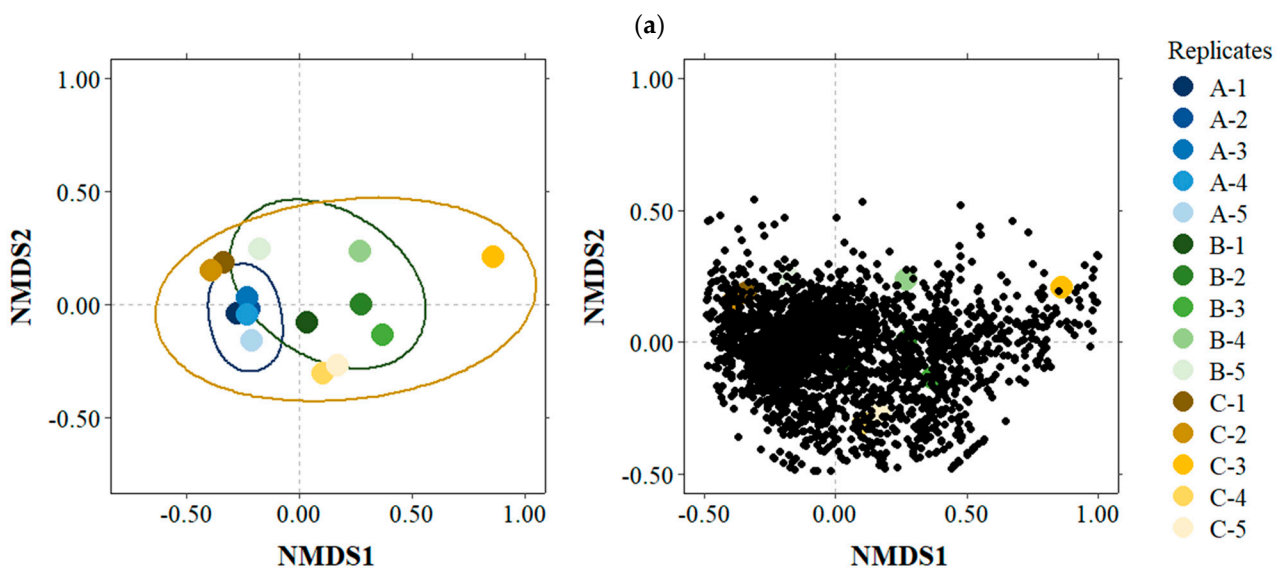 (a)
NMDS2
1.00
0.50
0.00
-0.50
-0.50
0.00
0.50
1.00
NMDS1
NMDS2
1.00
0.50
0.00
-0.50
-0.50
0.00
0.50
1.00
NMDS1
Replicates
A-1
A-2
A-3
A-4
A-5
B-1
B-2
B-3
B-4
B-5
C-1
C-2
C-3
C-4
C-5